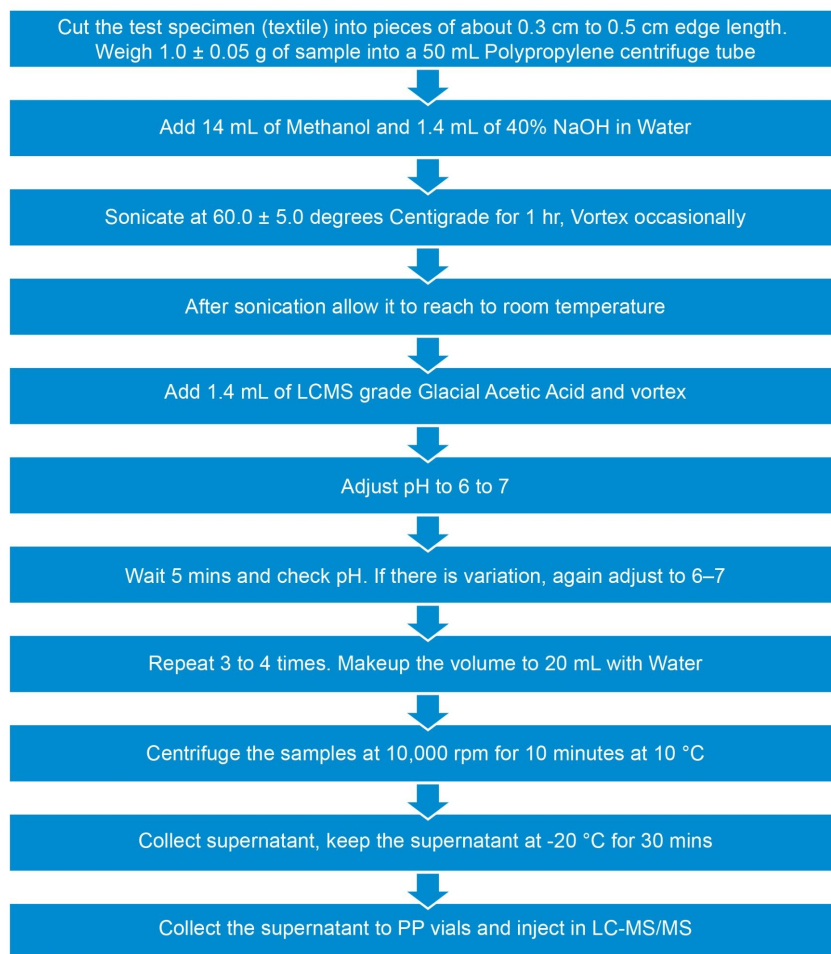 Cut the test specimen (textile) into pieces of about 0.3 cm to 0.5 cm edge length.
Weigh 1.0 ± 0.05 g of sample into a 50 mL Polypropylene centrifuge tube
Add 14 mL of Methanol and 1.4 mL of 40% NaOH in Water
Sonicate at 60.0 ± 5.0 degrees Centigrade for 1 hr, Vortex occasionally
After sonication allow it to reach to room temperature
Add 1.4 mL of LCMS grade Glacial Acetic Acid and vortex
Adjust pH to 6 to 7
Wait 5 mins and check pH. If there is variation, again adjust to 6–7
Repeat 3 to 4 times. Makeup the volume to 20 mL with Water
Centrifuge the samples at 10,000 rpm for 10 minutes at 10 °C
Collect supernatant, keep the supernatant at -20 °C for 30 mins
Collect the supernatant to PP vials and inject in LC-MS/MS